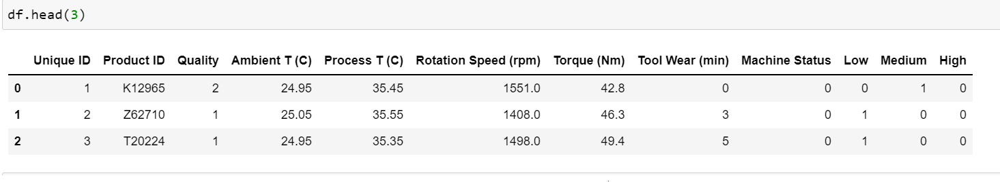 df.head(3)
Unique ID Product ID Quality Ambient T (C) Process T (C) Rotation Speed (rpm) Torque (Nm) Tool Wear (min) Machine Status Low Medium High
0 1 K12965 2 24.95 35.45 1551.0 42.8 0 0 0 1 0
1 2 Z62710 1 25.05 35.55 1408.0 46.3 3 0 1 0 0
2 3 T20224 1 24.95 35.35 1498.0 49.4 5 0 1 0 0